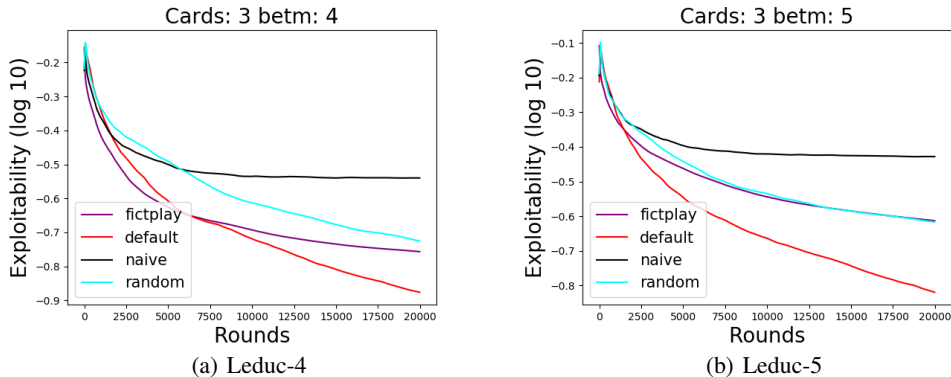 Cards: 3 betm: 4
Exploitability (log 10)
−0.2
−0.3
−0.4
−0.5
−0.6
−0.7
−0.8
−0.9
fictplay
default
naive
random
0 2500 5000 7500 10000 12500 15000 17500 20000
Rounds
(a) Leduc-4
Cards: 3 betm: 5
Exploitability (log 10)
−0.1
−0.2
−0.3
−0.4
−0.5
−0.6
−0.7
−0.8
fictplay
default
naive
random
0 2500 5000 7500 10000 12500 15000 17500 20000
Rounds
(b) Leduc-5